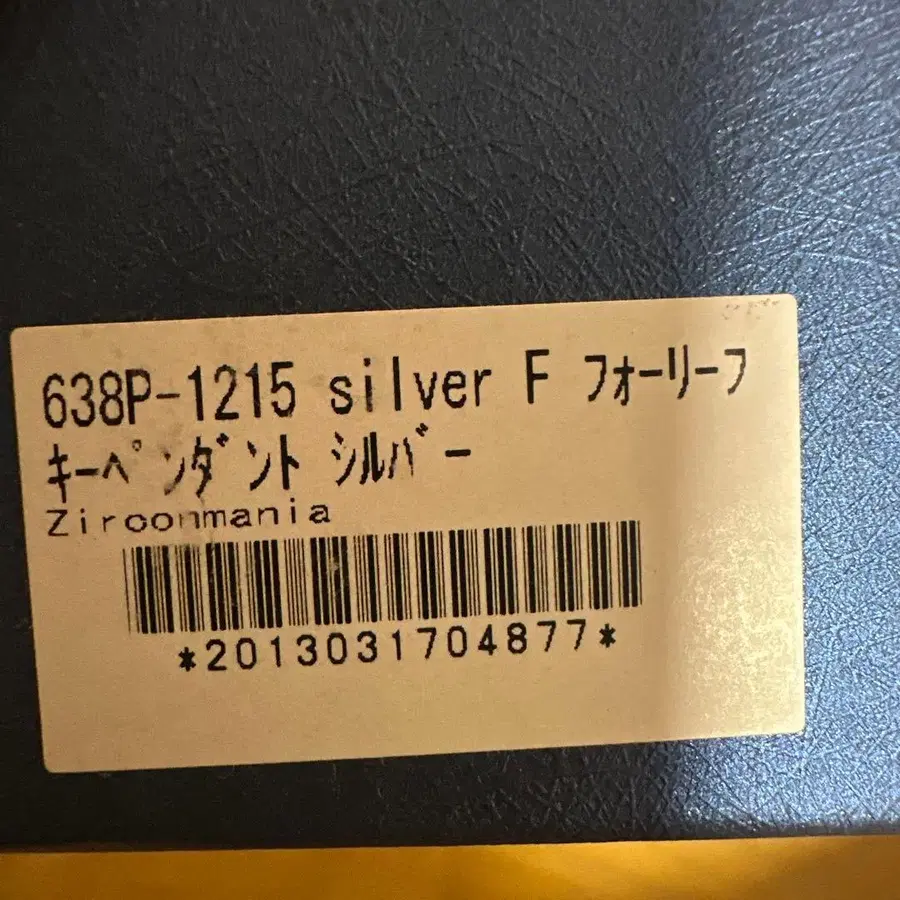 638P-1215 silver F フォーリーフ
キーペンダント シルバー
Zirconmania
*2013031704877*